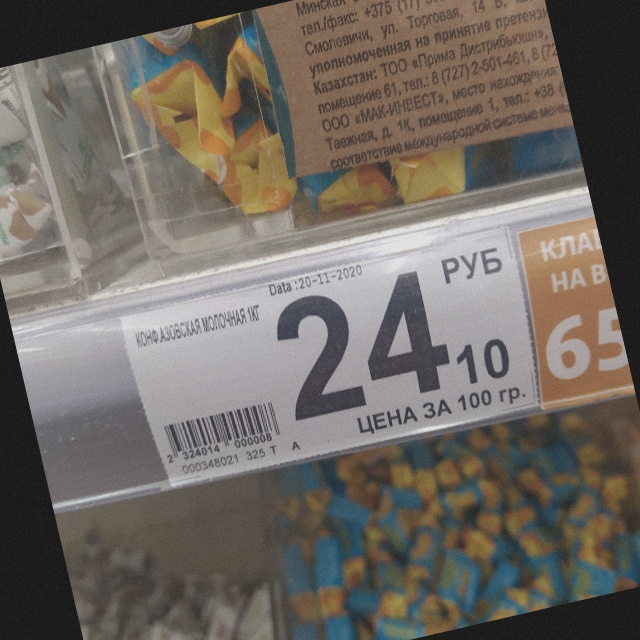 Минская
тел./факс: +375 (17)
Смолевичи, ул. Торговая, 14
уполномоченная на принятие претенз
Казахстан: ТОО «Прима Дистрибьюшн,
помещение 61, тел.: 8 (727) 2-501-461, 8 (72
ООО «МАК-ИНВЕСТ», место нахождения
Таежная, д. 1К, помещение 1, тел.: +38 (
соответствие международной системе менедж
Data :20-11-2020
КОНФ.АЗОВСКАЯ МОЛОЧНАЯ 1КГ
24 10 РУБ
ЦЕНА ЗА 100 гр.
2 324014 000008
000348021 325 Т А
КЛА
НА В
65